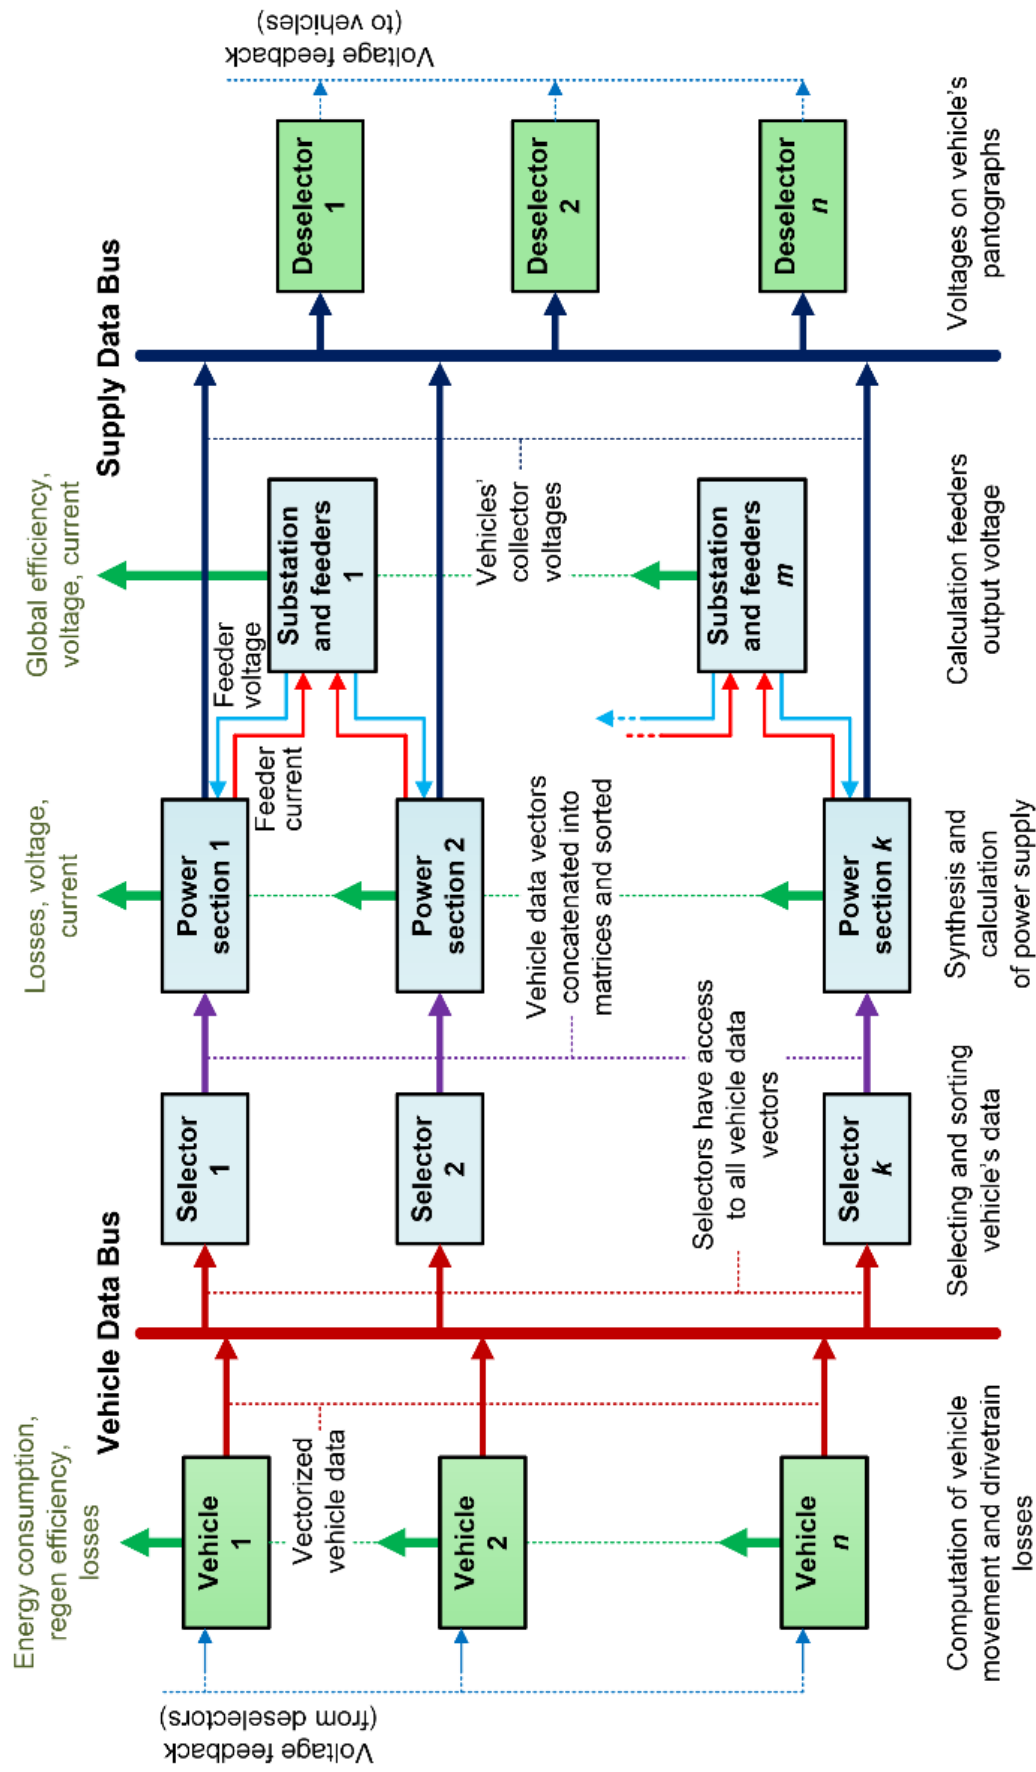 Energy consumption,
regen efficiency,
losses
Losses, voltage,
current
Global efficiency,
voltage, current
Vehicle Data Bus
Supply Data Bus
Voltage feedback
(from deselectors)
Vehicle
1
Vectorized
vehicle data
Vehicle
2
Vehicle
n
Computation of vehicle
movement and drivetrain
losses
Selector
1
Selector
2
Selectors have access
to all vehicle data
vectors
Selector
k
Selecting and sorting
vehicle's data
Power
section 1
Feeder
current
Feeder
voltage
Power
section 2
Vehicle data vectors
concatenated into
matrices and sorted
Power
section k
Synthesis and
calculation
of power supply
Substation
and feeders
1
Vehicles'
collector
voltages
Substation
and feeders
m
Calculation feeders
output voltage
Deselector
1
Deselector
2
Deselector
n
Voltage feedback
(to vehicles)
Voltages on vehicle's
pantographs